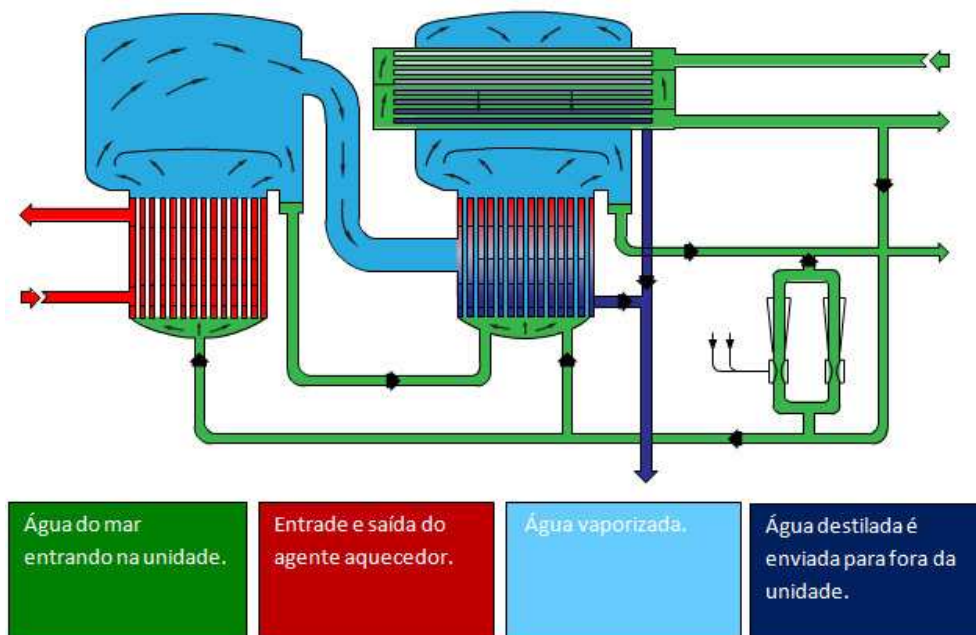 Água do mar
entrando na unidade.
Entrade e saída do
agente aquecedor.
Água vaporizada.
Água destilada é
enviada para fora da
unidade.